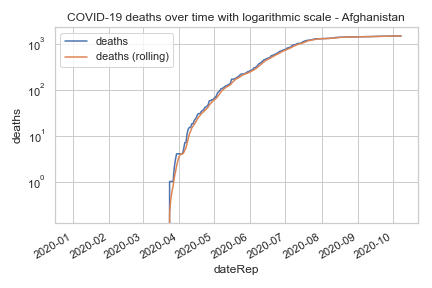 COVID-19 deaths over time with logarithmic scale - Afghanistan
deaths
deaths (rolling)
10³
10²
10¹
10⁰
deaths
2020-01
2020-02
2020-03
2020-04
2020-05
2020-06
2020-07
2020-08
2020-09
2020-10
dateRep